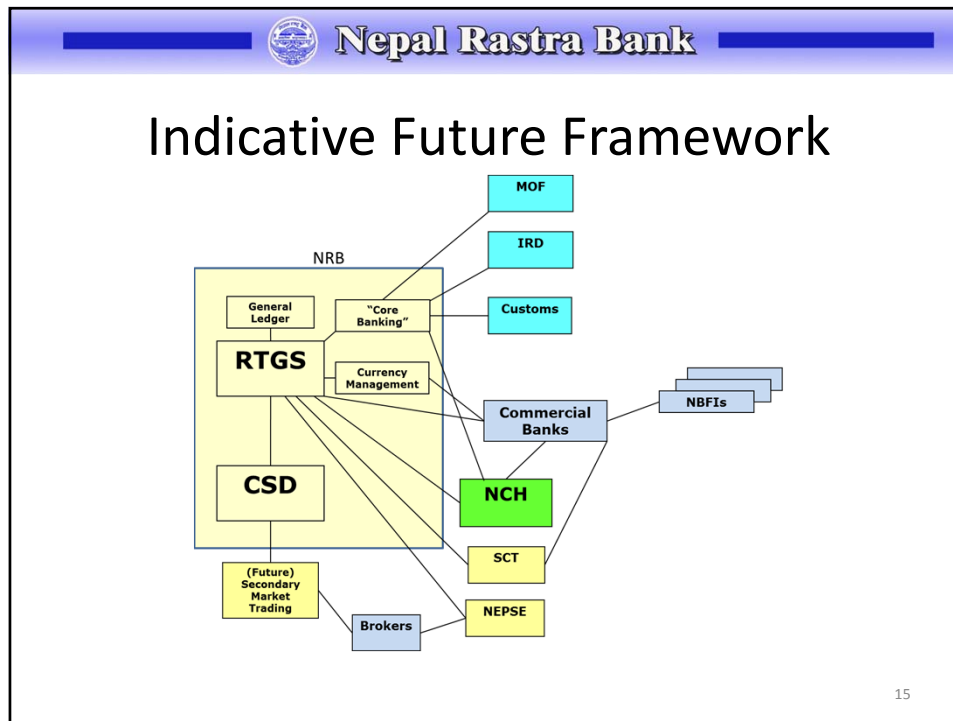 Nepal Rastra Bank
Indicative Future Framework
MOF
IRD
NRB
General
Ledger
“Core
Banking”
Customs
RTGS
Currency
Management
Commercial
Banks
NBFIs
CSD
NCH
SCT
(Future)
Secondary
Market
Trading
NEPSE
Brokers
15